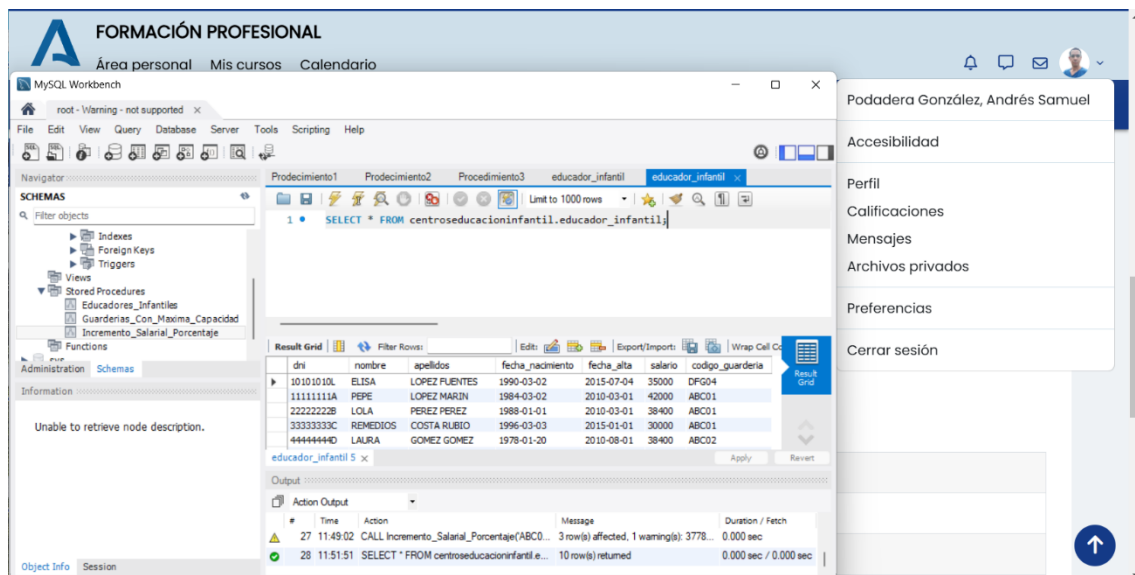 FORMACIÓN PROFESIONAL
Área personal Mis cursos Calendario
MySQL Workbench
root - Warning - not supported
File Edit View Query Database Server Tools Scripting Help
Navigator
SCHEMAS
Filter objects
Indexes
Foreign Keys
Triggers
Views
Stored Procedures
Educadores_Infantiles
Guarderias_Con_Maxima_Capacidad
Incremento_Salarial_Porcentaje
Functions
Administration Schemas
Information
Unable to retrieve node description.
Object Info Session
Prodecimiento1 Prodecimiento2 Procedimiento3 educador_infantil educador_infantil
Limit to 1000 rows
1 SELECT * FROM centroseducacioninfantil.educador_infantil;
Result Grid Filter Rows: Edit: Export/Import: Wrap Cell Co
dni nombre apellidos fecha_nacimiento fecha_alta salario codigo_guarderia
10101010L ELISA LOPEZ FUENTES 1990-03-02 2015-07-04 35000 DFG04
11111111A PEPE LOPEZ MARIN 1984-03-02 2010-03-01 42000 ABC01
22222222B LOLA PEREZ PEREZ 1988-01-01 2010-03-01 38400 ABC01
33333333C REMEDIOS COSTA RUBIO 1996-03-03 2015-01-01 30000 ABC01
44444444D LAURA GOMEZ GOMEZ 1978-01-20 2010-08-01 38400 ABC02
Result
Grid
educador_infantil 5 Apply Revert
Output
Action Output
# Time Action Message Duration / Fetch
27 11:49:02 CALL Incremento_Salarial_Porcentaje('ABC0... 3 row(s) affected, 1 warning(s): 3778... 0.000 sec
28 11:51:51 SELECT * FROM centroseducacioninfantil.e... 10 row(s) returned 0.000 sec / 0.000 sec
Podadera González, Andrés Samuel
Accesibilidad
Perfil
Calificaciones
Mensajes
Archivos privados
Preferencias
Cerrar sesión